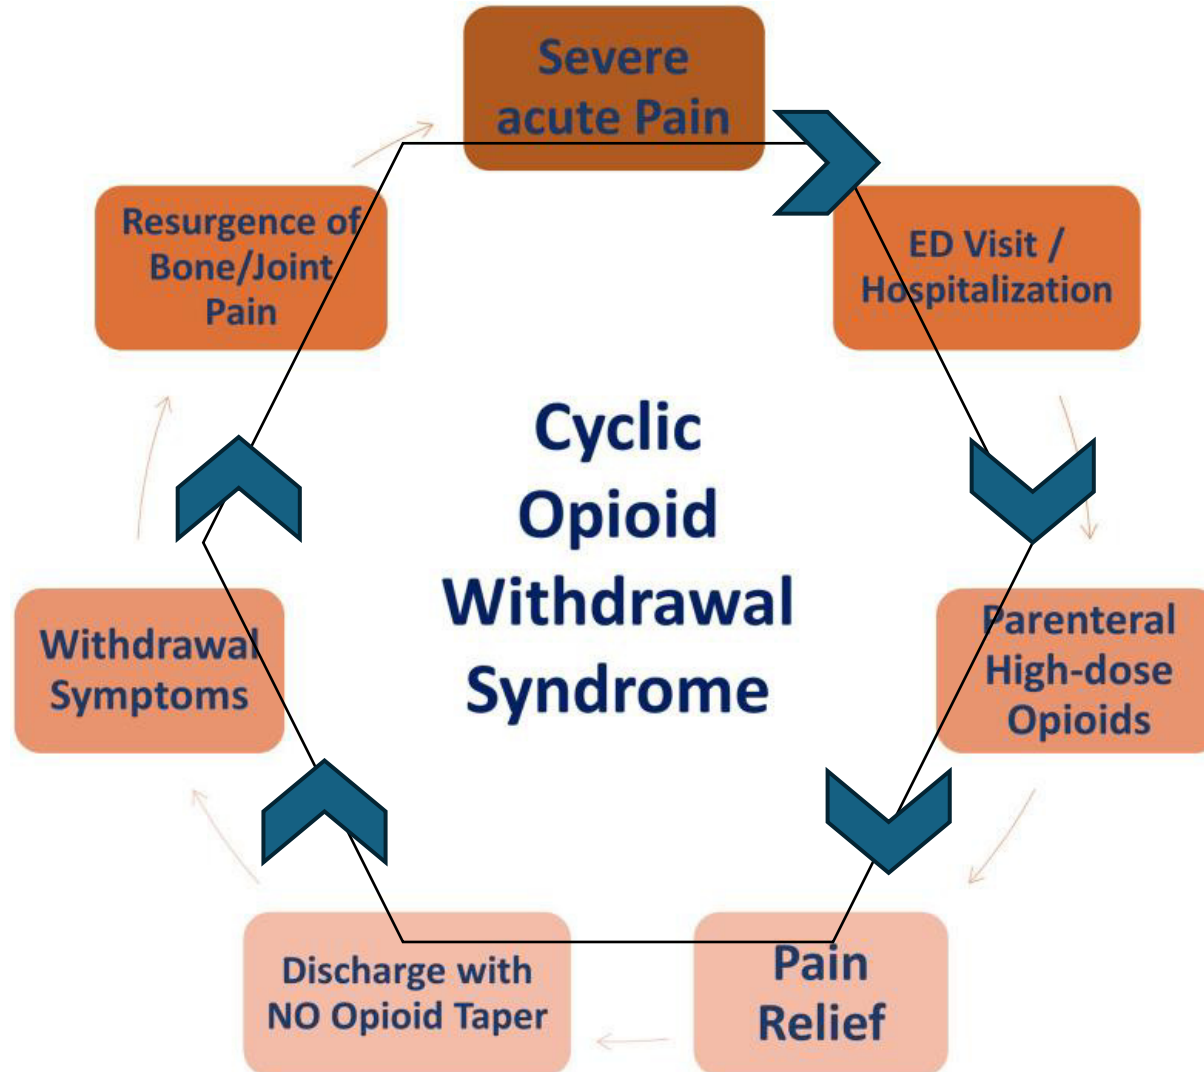 Severe
acute Pain
ED Visit /
Hospitalization
Parenteral
High-dose
Opioids
Pain
Relief
Discharge with
NO Opioid Taper
Withdrawal
Symptoms
Resurgence of
Bone/Joint
Pain
Cyclic
Opioid
Withdrawal
Syndrome